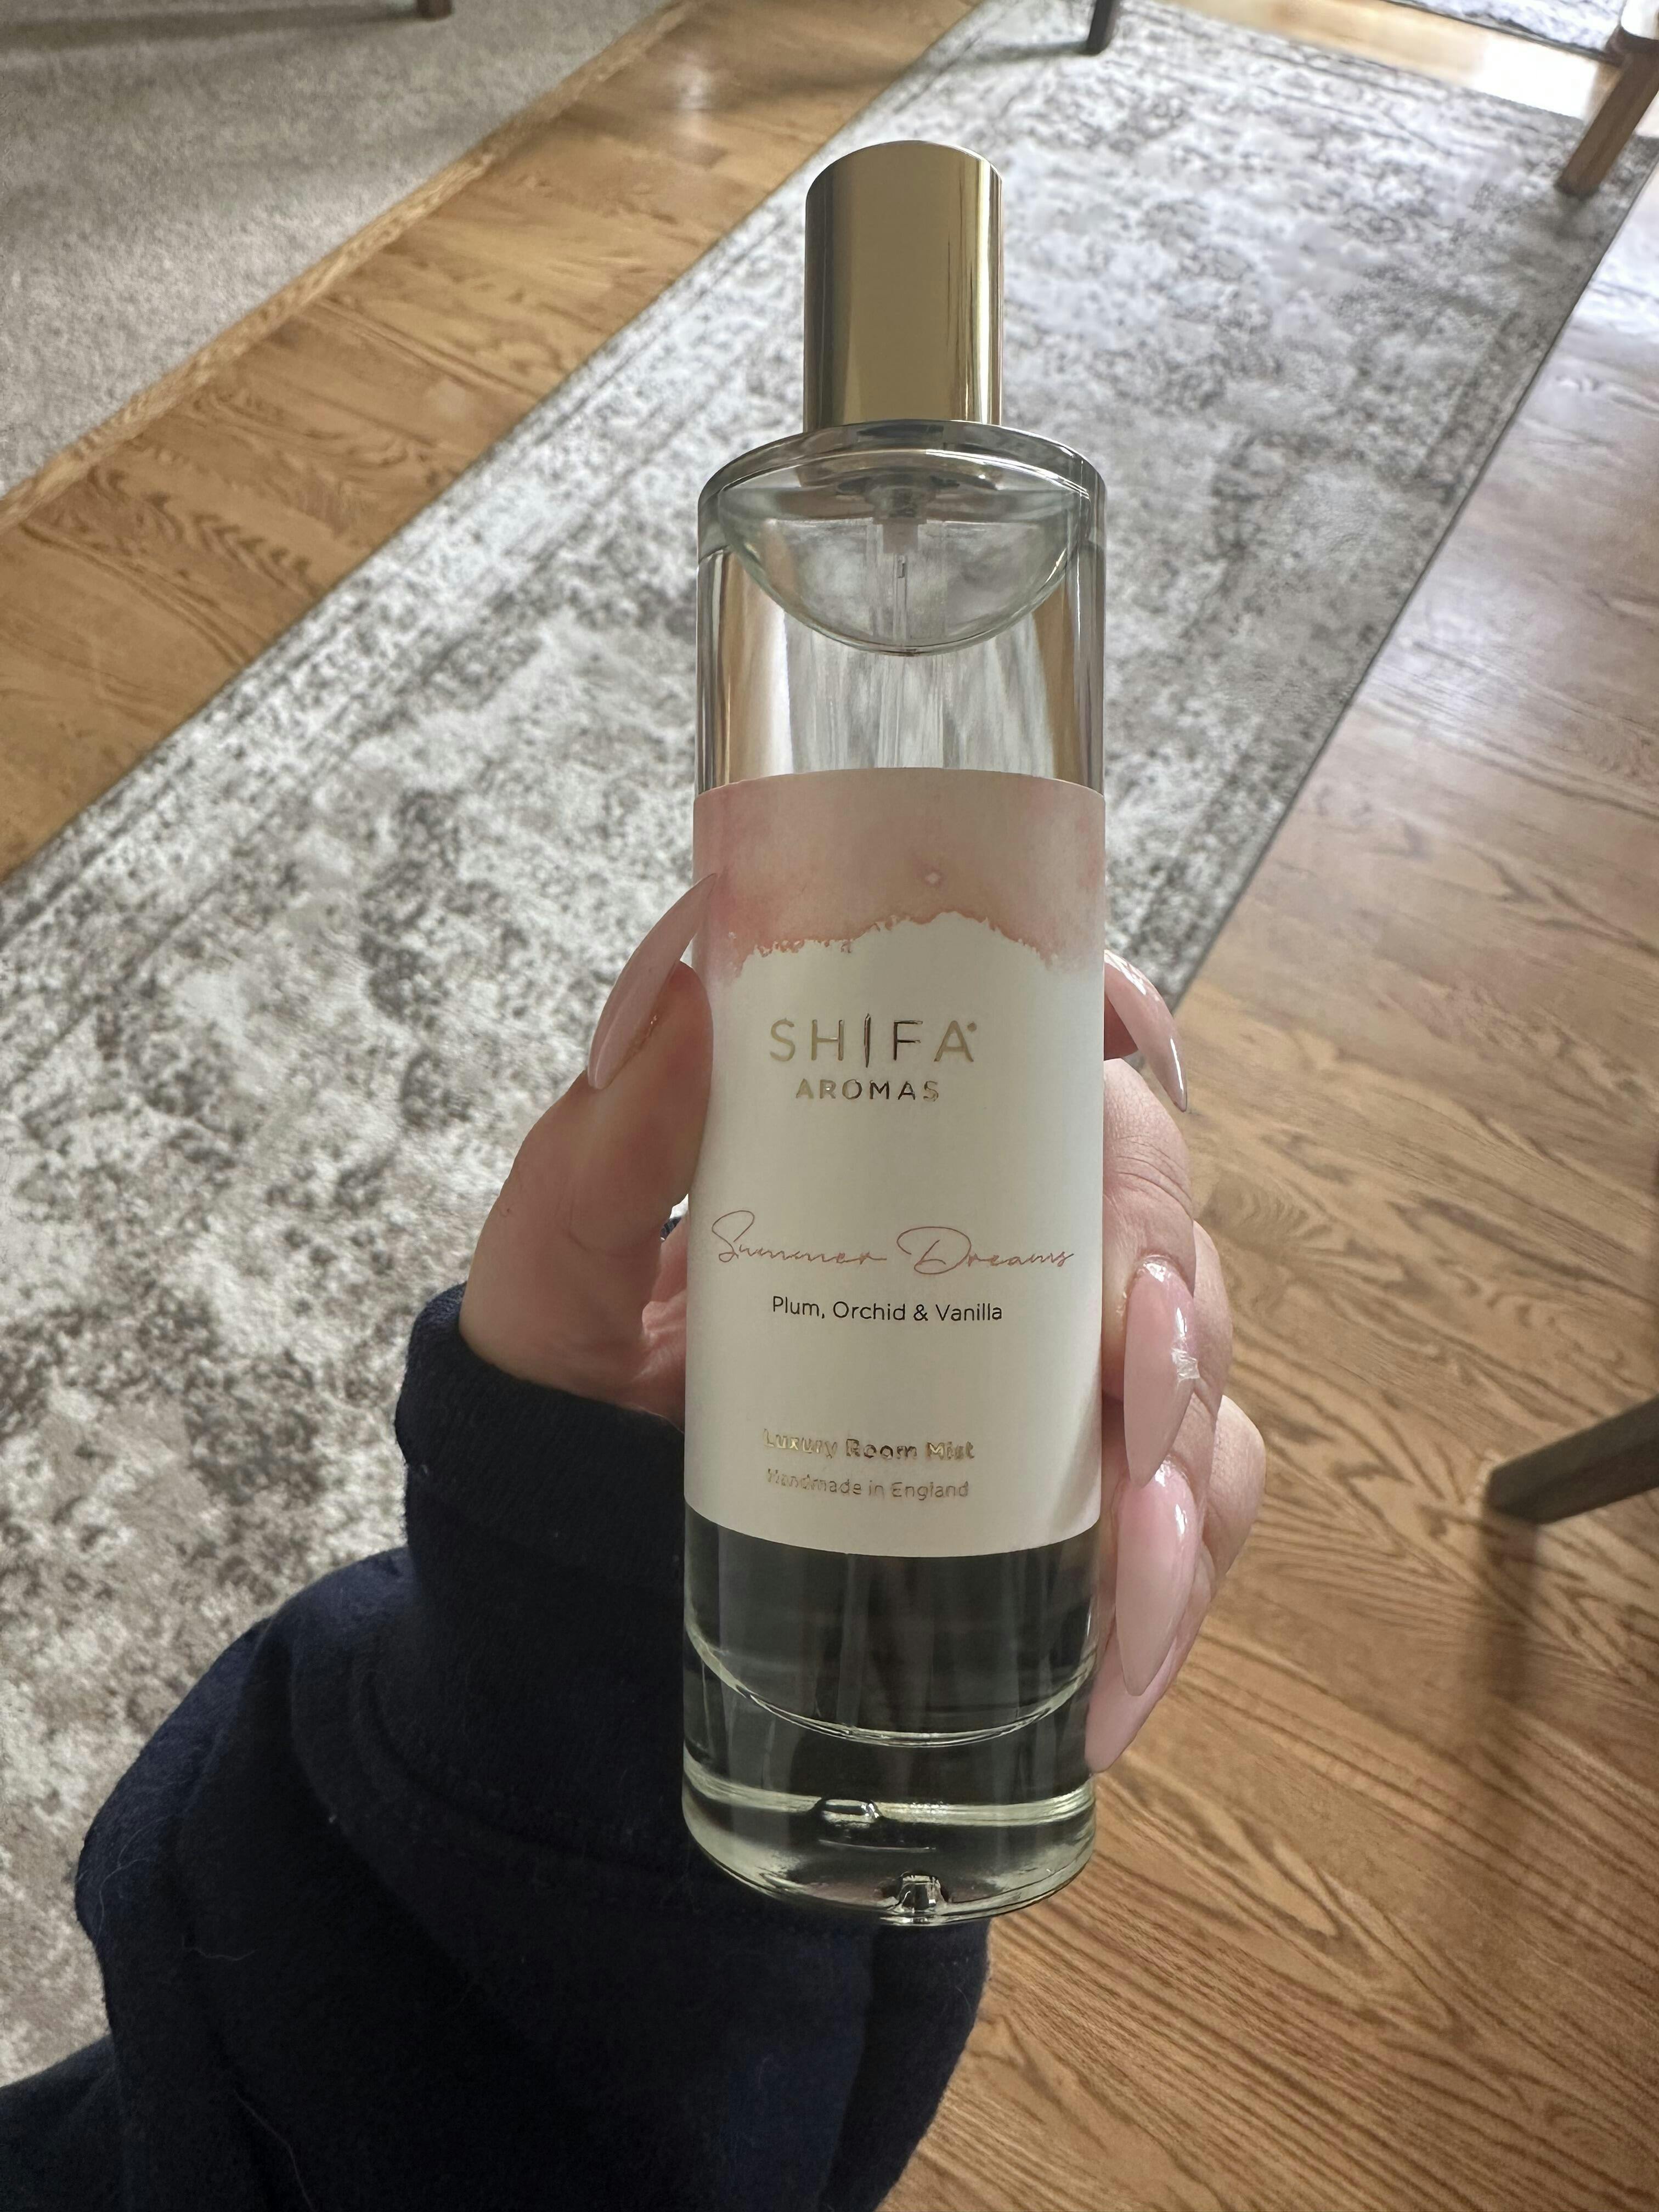 SHIFA
AROMAS
Summer Dreams
Plum, Orchid & Vanilla
Luxury Room Mist
Handmade in England